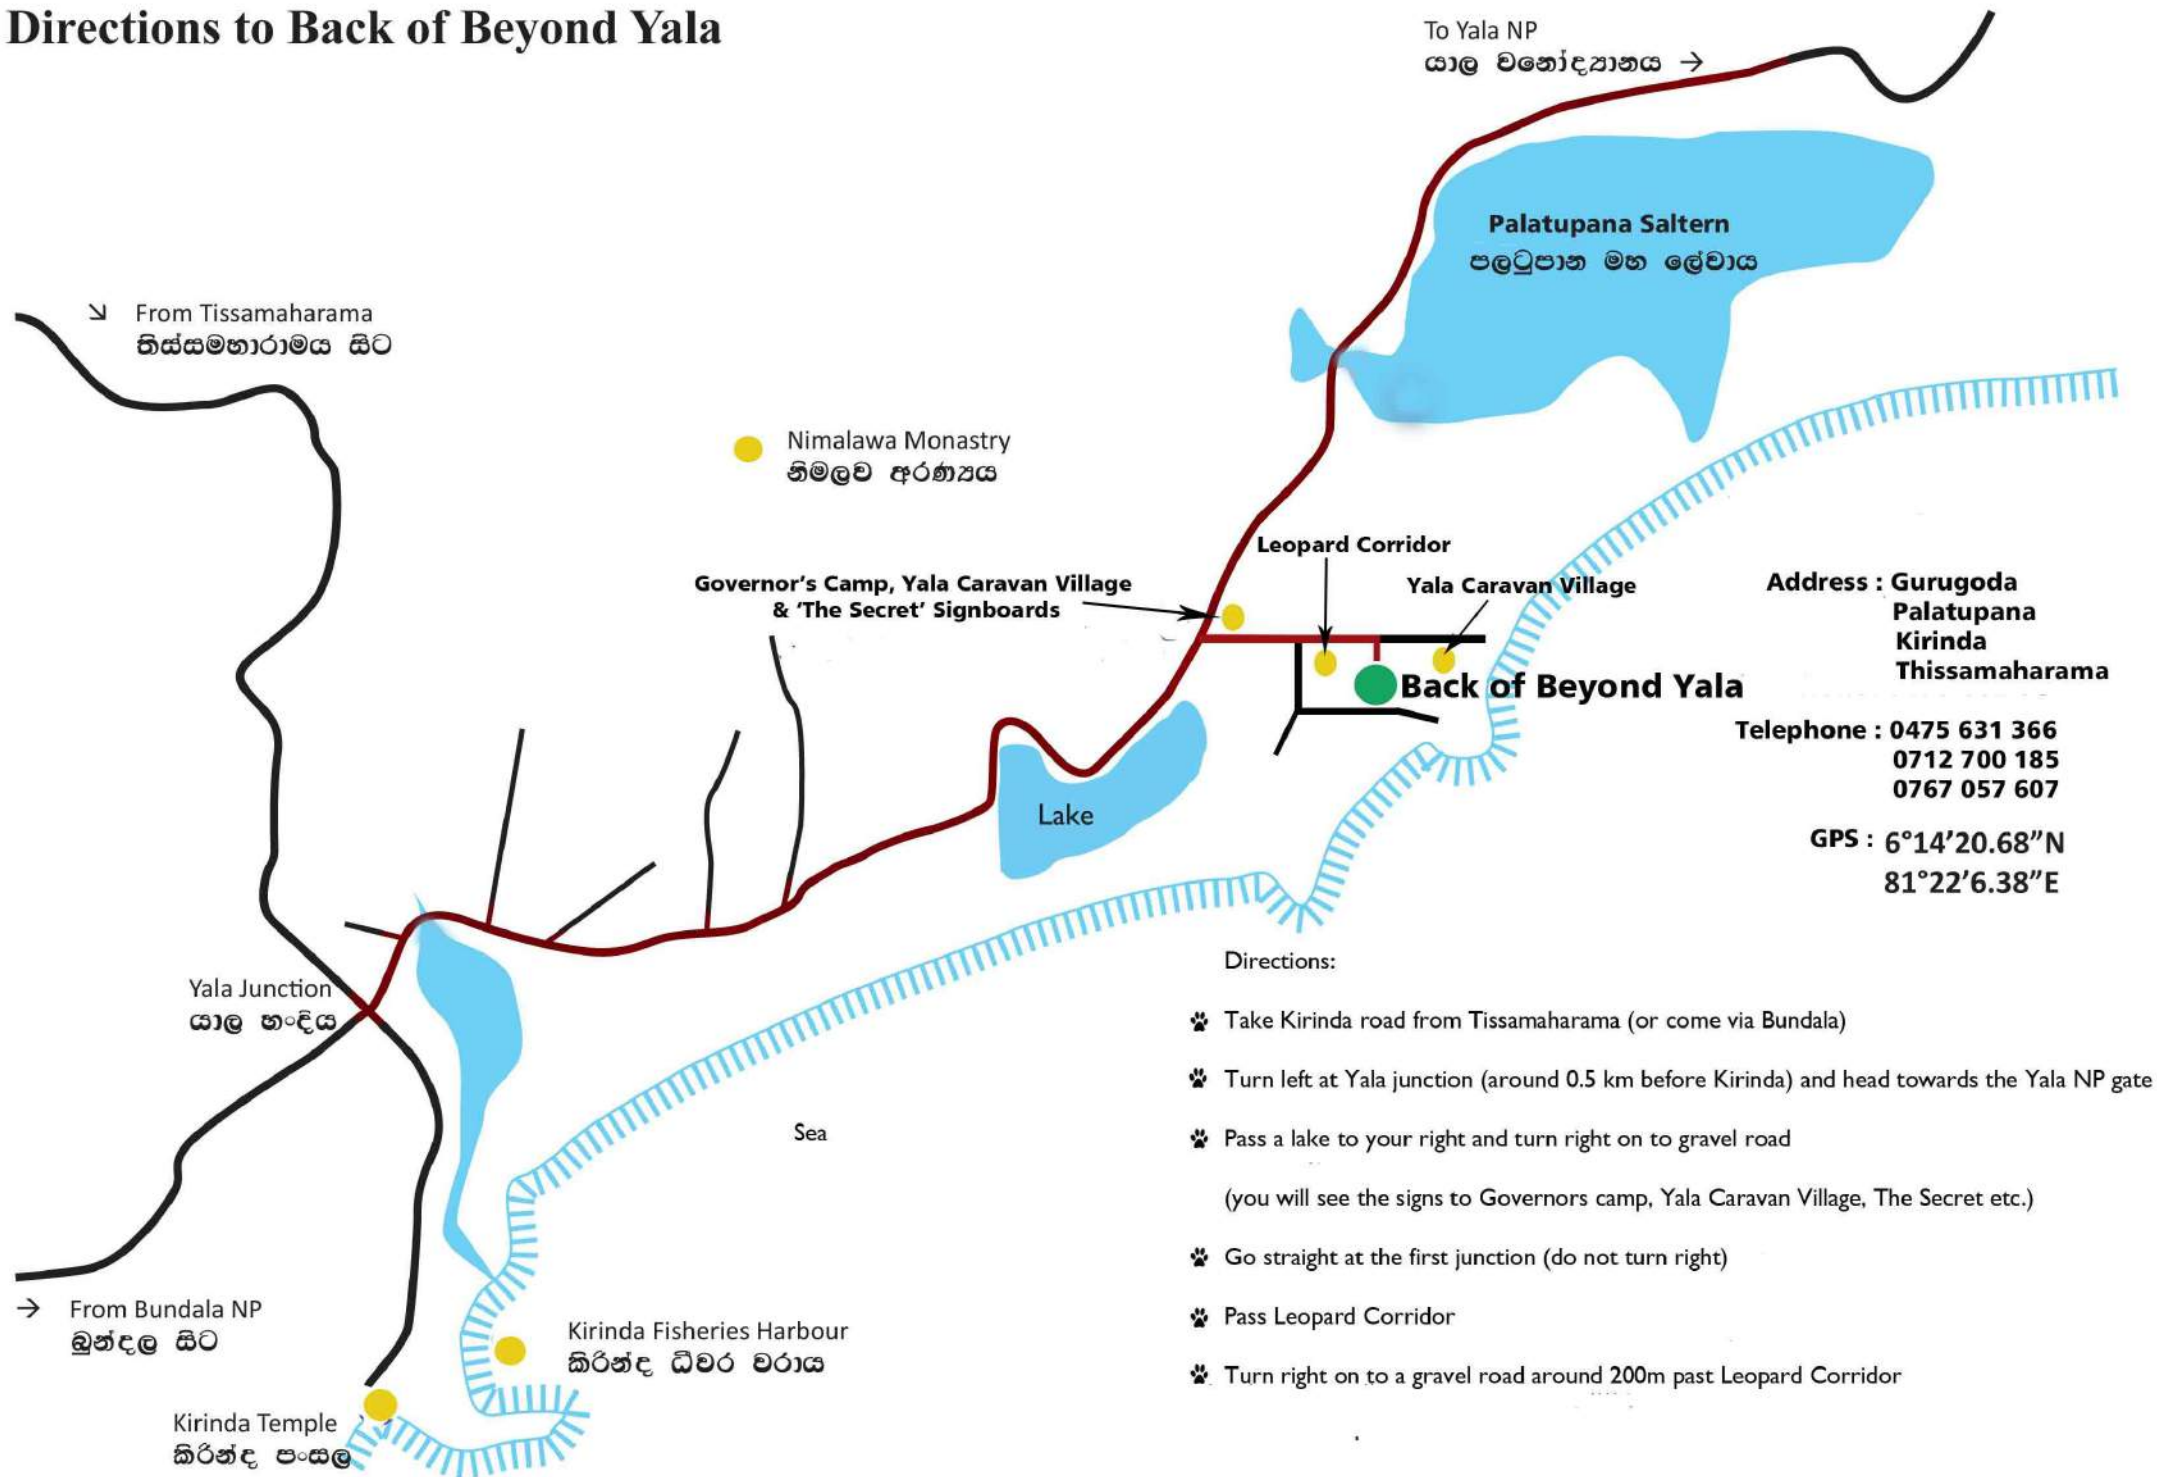 Directions to Back of Beyond Yala
To Yala NP
යාල වනෝද්‍යානය →
Palatupana Saltern
පලටුපාන මහ ලේවාය
↘ From Tissamaharama
තිස්සමහාරාමය සිට
Nimalawa Monastry
නිමලව අරණ්‍යය
Leopard Corridor
Governor's Camp, Yala Caravan Village
& 'The Secret' Signboards
Yala Caravan Village
Back of Beyond Yala
Address : Gurugoda
Palatupana
Kirinda
Thissamaharama
Telephone : 0475 631 366
0712 700 185
0767 057 607
GPS : 6°14'20.68"N
81°22'6.38"E
Lake
Yala Junction
යාල හංදිය
Sea
→ From Bundala NP
බුන්දල සිට
Kirinda Fisheries Harbour
කිරින්ද ධීවර වරාය
Kirinda Temple
කිරින්ද පංසල
Directions:
Take Kirinda road from Tissamaharama (or come via Bundala)
Turn left at Yala junction (around 0.5 km before Kirinda) and head towards the Yala NP gate
Pass a lake to your right and turn right on to gravel road
(you will see the signs to Governors camp, Yala Caravan Village, The Secret etc.)
Go straight at the first junction (do not turn right)
Pass Leopard Corridor
Turn right on to a gravel road around 200m past Leopard Corridor